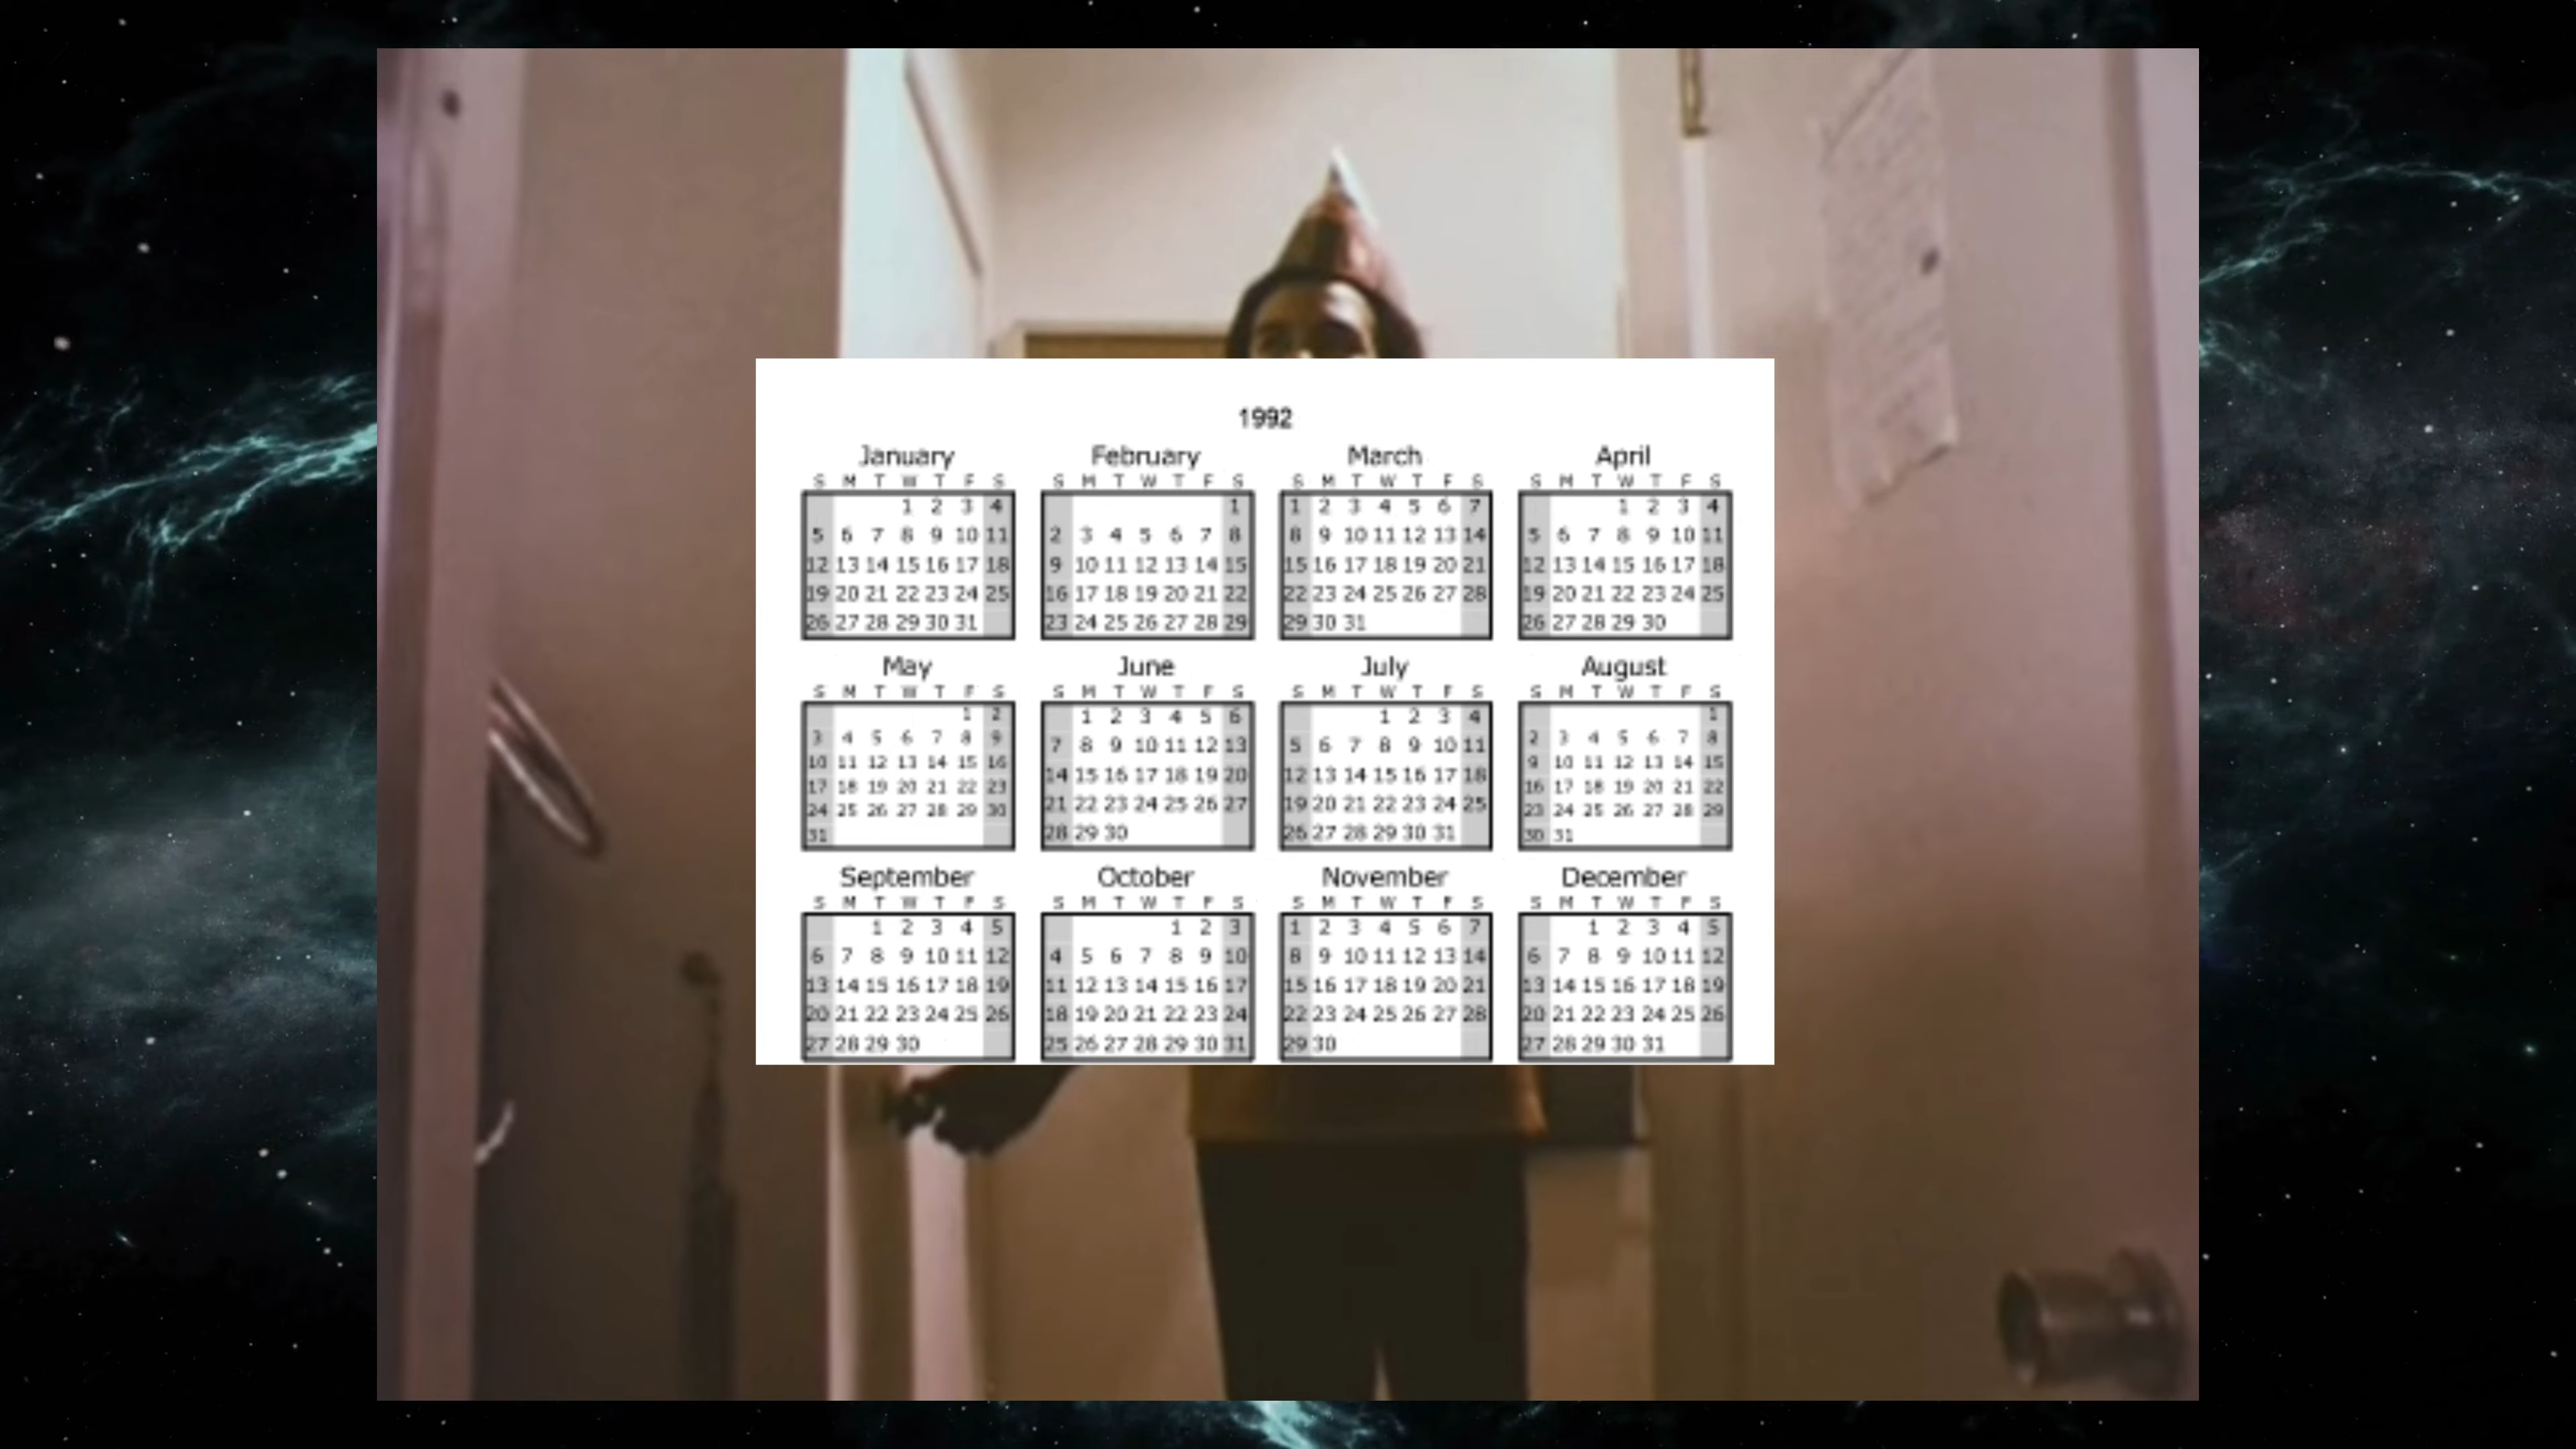 1992
January February March April
S M T W T F S S M T W T F S S M T W T F S S M T W T F S
1 2 3 4 1 1 2 3 4 5 6 7 1 2 3 4
5 6 7 8 9 10 11 2 3 4 5 6 7 8 8 9 10 11 12 13 14 5 6 7 8 9 10 11
12 13 14 15 16 17 18 9 10 11 12 13 14 15 15 16 17 18 19 20 21 12 13 14 15 16 17 18
19 20 21 22 23 24 25 16 17 18 19 20 21 22 22 23 24 25 26 27 28 19 20 21 22 23 24 25
26 27 28 29 30 31 23 24 25 26 27 28 29 29 30 31 26 27 28 29 30
May June July August
S M T W T F S S M T W T F S S M T W T F S S M T W T F S
1 2 1 2 3 4 5 6 1 2 3 4 1
3 4 5 6 7 8 9 7 8 9 10 11 12 13 5 6 7 8 9 10 11 2 3 4 5 6 7 8
10 11 12 13 14 15 16 14 15 16 17 18 19 20 12 13 14 15 16 17 18 9 10 11 12 13 14 15
17 18 19 20 21 22 23 21 22 23 24 25 26 27 19 20 21 22 23 24 25 16 17 18 19 20 21 22
24 25 26 27 28 29 30 28 29 30 26 27 28 29 30 31 23 24 25 26 27 28 29
31 30 31
September October November December
S M T W T F S S M T W T F S S M T W T F S S M T W T F S
1 2 3 4 5 1 2 3 1 2 3 4 5 6 7 1 2 3 4 5
6 7 8 9 10 11 12 4 5 6 7 8 9 10 8 9 10 11 12 13 14 6 7 8 9 10 11 12
13 14 15 16 17 18 19 11 12 13 14 15 16 17 15 16 17 18 19 20 21 13 14 15 16 17 18 19
20 21 22 23 24 25 26 18 19 20 21 22 23 24 22 23 24 25 26 27 28 20 21 22 23 24 25 26
27 28 29 30 25 26 27 28 29 30 31 29 30 27 28 29 30 31